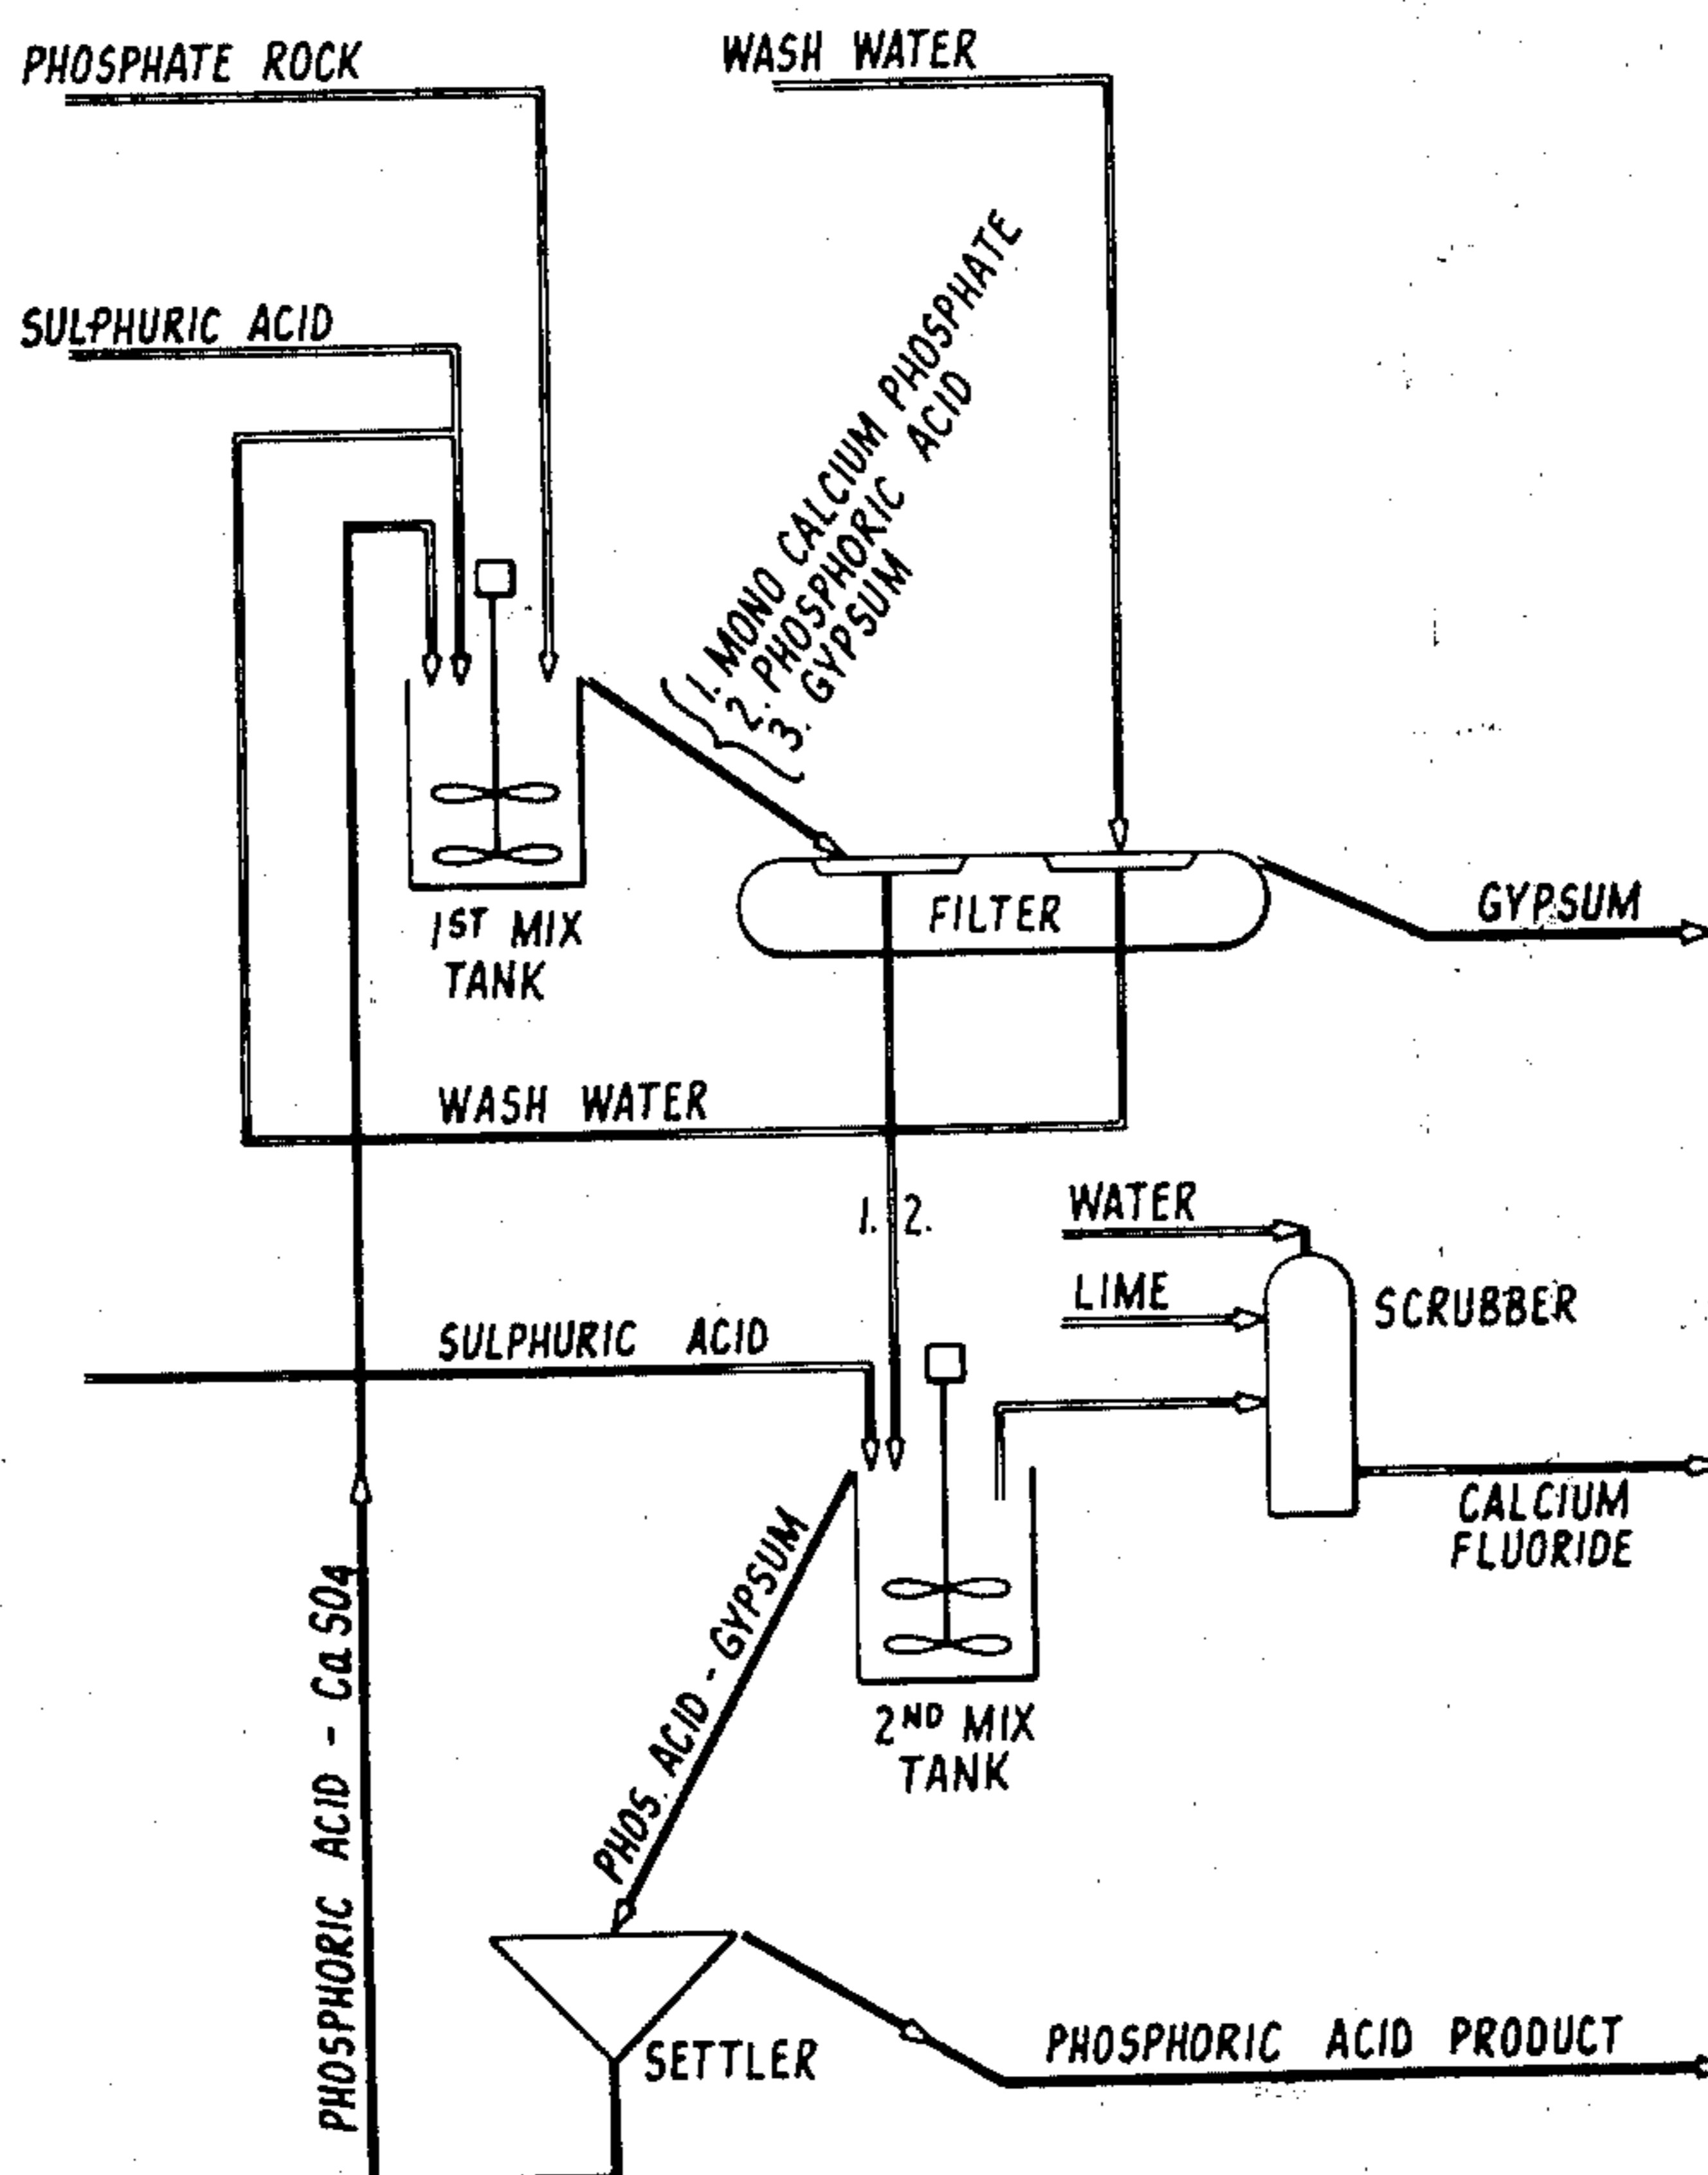 PHOSPHATE ROCK
WASH WATER
SULPHURIC ACID
1. MONO CALCIUM PHOSPHATE
2. PHOSPHORIC ACID
3. GYPSUM
FILTER
GYPSUM
1ST MIX
TANK
WASH WATER
1. 2.
WATER
LIME
SCRUBBER
SULPHURIC ACID
CALCIUM
FLUORIDE
PHOS. ACID - GYPSUM
PHOSPHORIC ACID - CaSO4
2ND MIX
TANK
SETTLER
PHOSPHORIC ACID PRODUCT